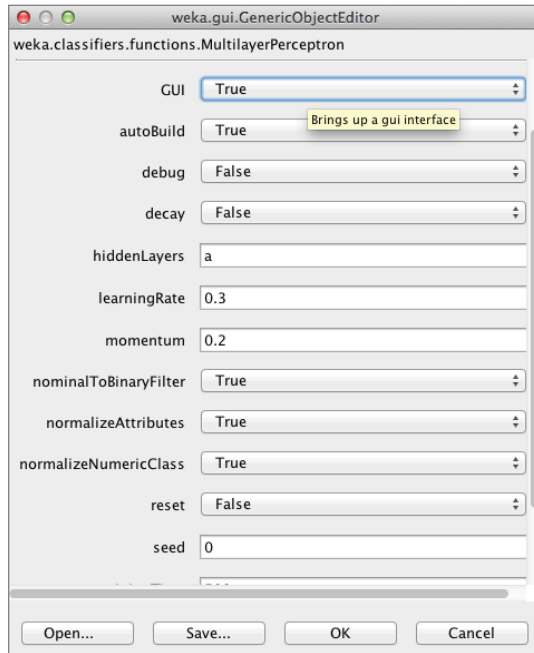 weka.gui.GenericObjectEditor
weka.classifiers.functions.MultilayerPerceptron
GUI True
Brings up a gui interface
autoBuild True
debug False
decay False
hiddenLayers a
learningRate 0.3
momentum 0.2
nominalToBinaryFilter True
normalizeAttributes True
normalizeNumericClass True
reset False
seed 0
Open... Save... OK Cancel